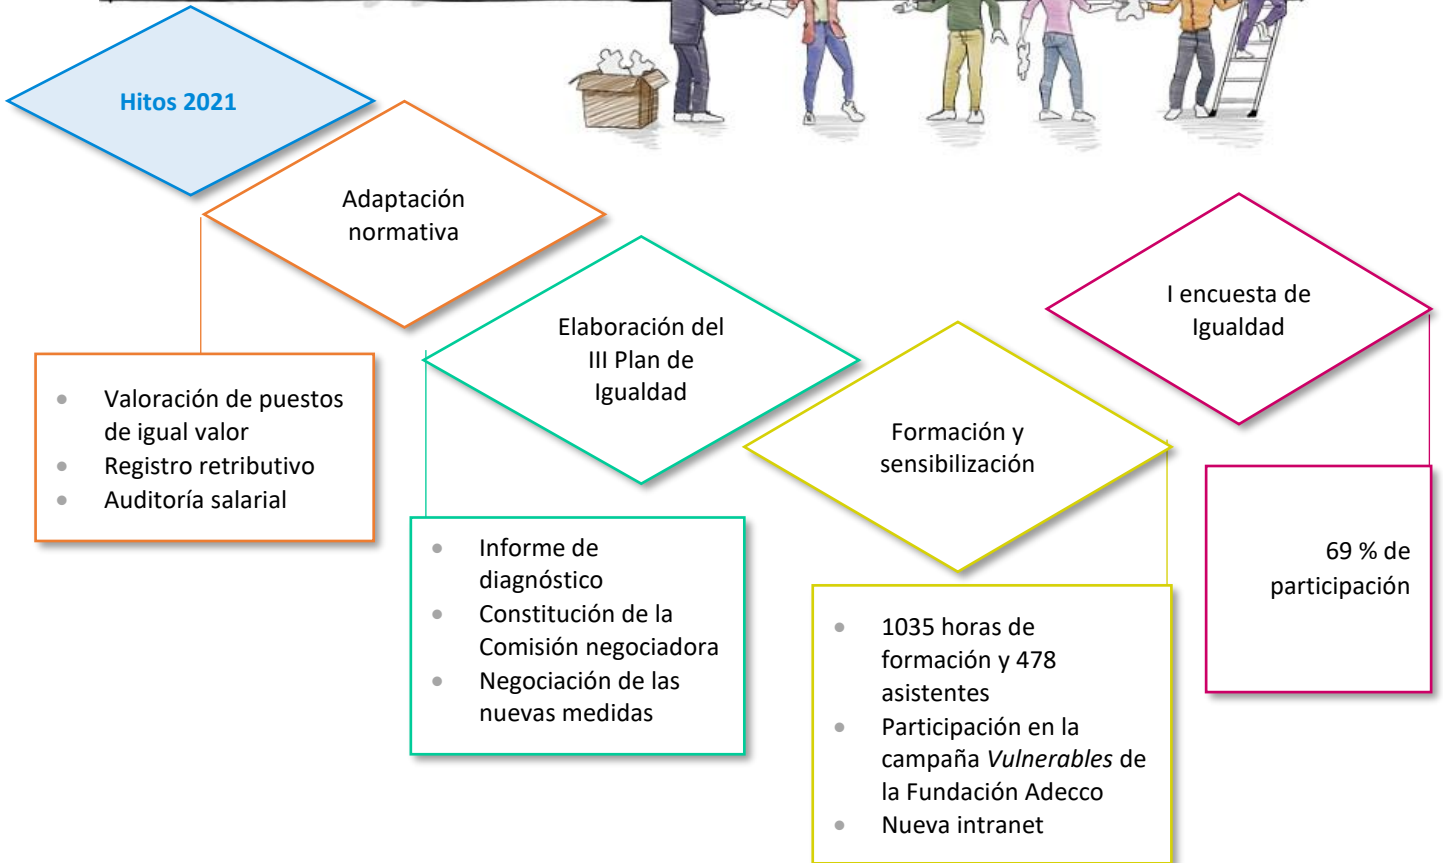 Hitos 2021
Adaptación
normativa
• Valoración de puestos
de igual valor
• Registro retributivo
• Auditoría salarial
Elaboración del
III Plan de
Igualdad
• Informe de
diagnóstico
• Constitución de la
Comisión negociadora
• Negociación de las
nuevas medidas
Formación y
sensibilización
• 1035 horas de
formación y 478
asistentes
• Participación en la
campaña Vulnerables de
la Fundación Adecco
• Nueva intranet
I encuesta de
Igualdad
69 % de
participación